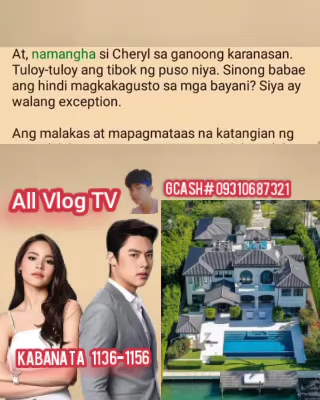 At, namangha si Cheryl sa ganoong karanasan.
Tuloy-tuloy ang tibok ng puso niya. Sinong babae
ang hindi magkakagusto sa mga bayani? Siya ay
walang exception.
Ang malakas at mapagmataas na katangian ng
GCASH# 09310687321
All Vlog TV
KABANATA 1136-1156